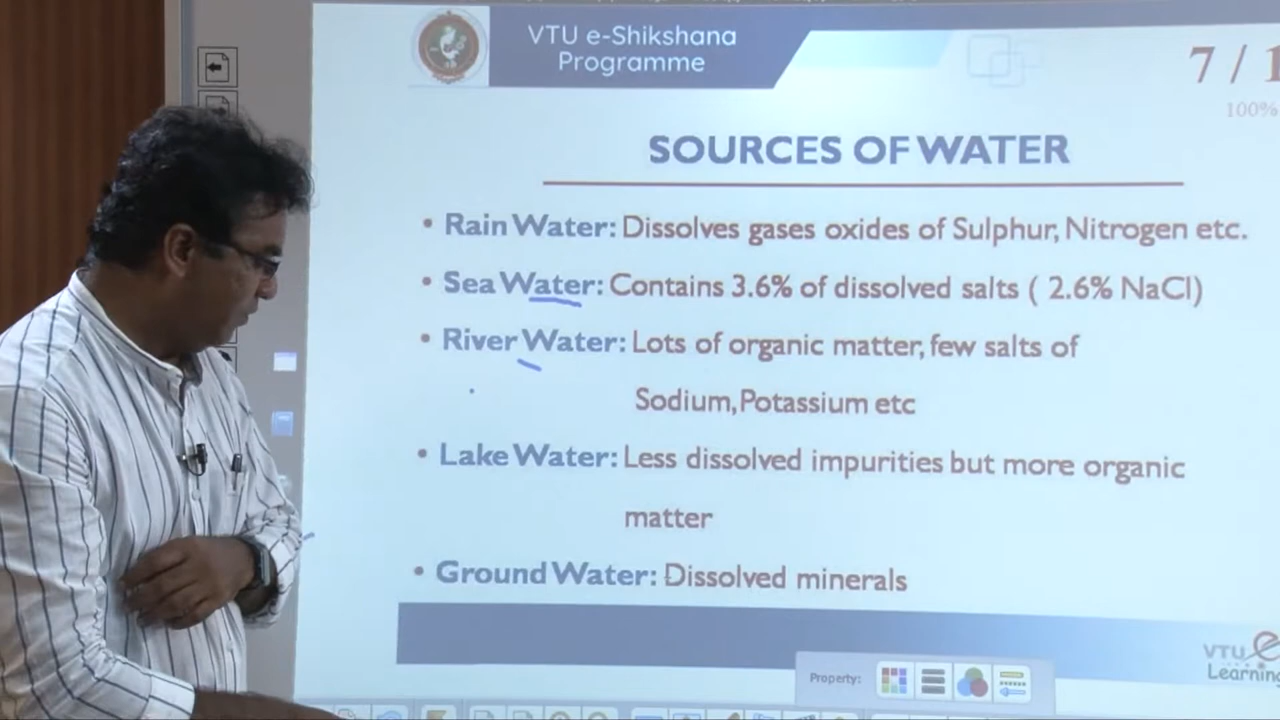 VTU e-Shikshana
Programme
7 / 1
100%
SOURCES OF WATER
• Rain Water: Dissolves gases oxides of Sulphur, Nitrogen etc.
• Sea Water: Contains 3.6% of dissolved salts ( 2.6% NaCl)
• River Water: Lots of organic matter, few salts of
Sodium, Potassium etc
• Lake Water: Less dissolved impurities but more organic
matter
• Ground Water: Dissolved minerals
VTU e
Learning
Property: